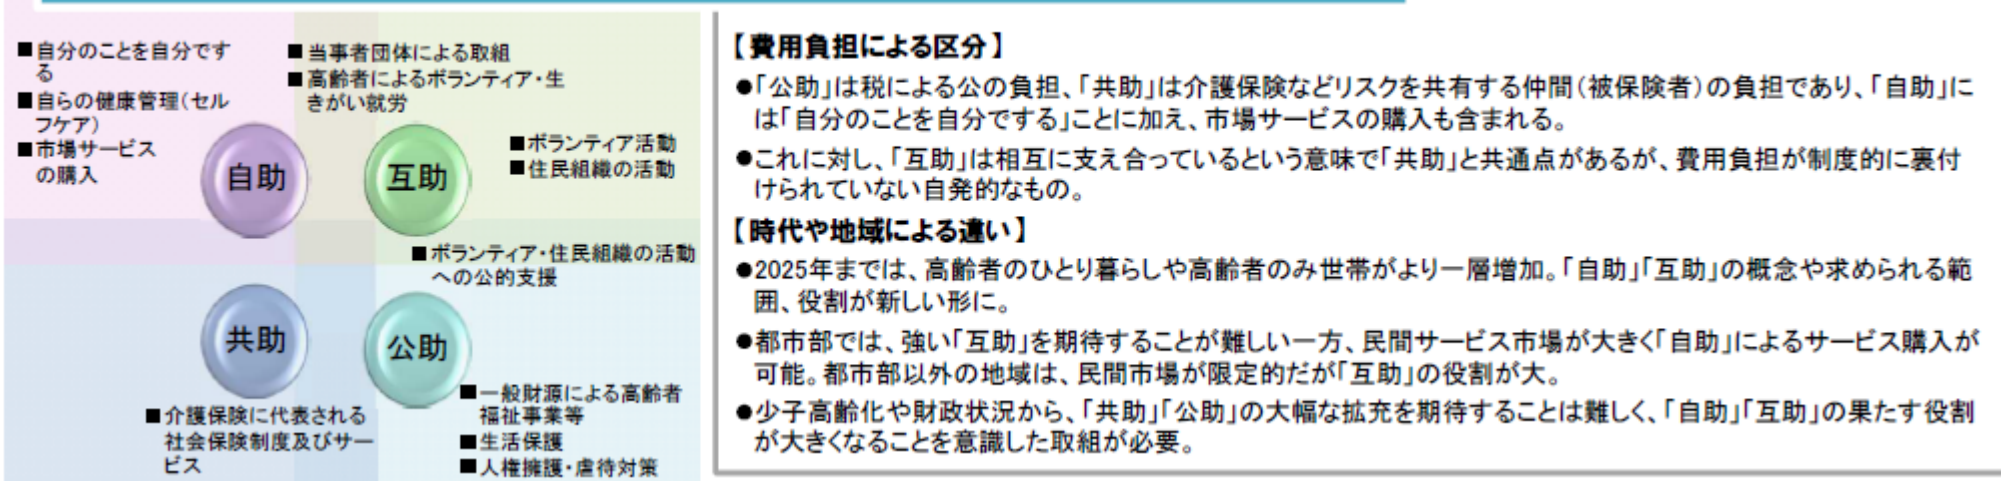 ■自分のことを自分です
る
■自らの健康管理(セル
フケア)
■市場サービス
の購入
■当事者団体による取組
■高齢者によるボランティア・生
きがい就労
■ボランティア活動
■住民組織の活動
自助
互助
■ボランティア・住民組織の活動
への公的支援
共助
公助
■介護保険に代表される
社会保険制度及びサー
ビス
■一般財源による高齢者
福祉事業等
■生活保護
■人権擁護・虐待対策
【費用負担による区分】
●「公助」は税による公の負担、「共助」は介護保険などリスクを共有する仲間(被保険者)の負担であり、「自助」に
は「自分のことを自分でする」ことに加え、市場サービスの購入も含まれる。
●これに対し、「互助」は相互に支え合っているという意味で「共助」と共通点があるが、費用負担が制度的に裏付
けられていない自発的なもの。
【時代や地域による違い】
●2025年までは、高齢者のひとり暮らしや高齢者のみ世帯がより一層増加。「自助」「互助」の概念や求められる範
囲、役割が新しい形に。
●都市部では、強い「互助」を期待することが難しい一方、民間サービス市場が大きく「自助」によるサービス購入が
可能。都市部以外の地域は、民間市場が限定的だが「互助」の役割が大。
●少子高齢化や財政状況から、「共助」「公助」の大幅な拡充を期待することは難しく、「自助」「互助」の果たす役割
が大きくなることを意識した取組が必要。